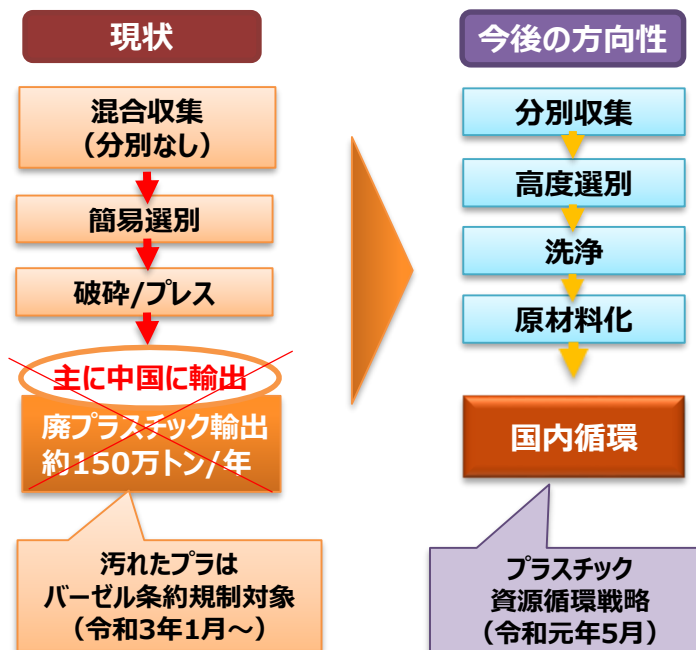 現状
混合収集
（分別なし）
簡易選別
破砕/プレス
主に中国に輸出
廃プラスチック輸出
約150万トン/年
汚れたプラは
バーゼル条約規制対象
（令和3年1月～）
今後の方向性
分別収集
高度選別
洗浄
原材料化
国内循環
プラスチック
資源循環戦略
（令和元年5月）